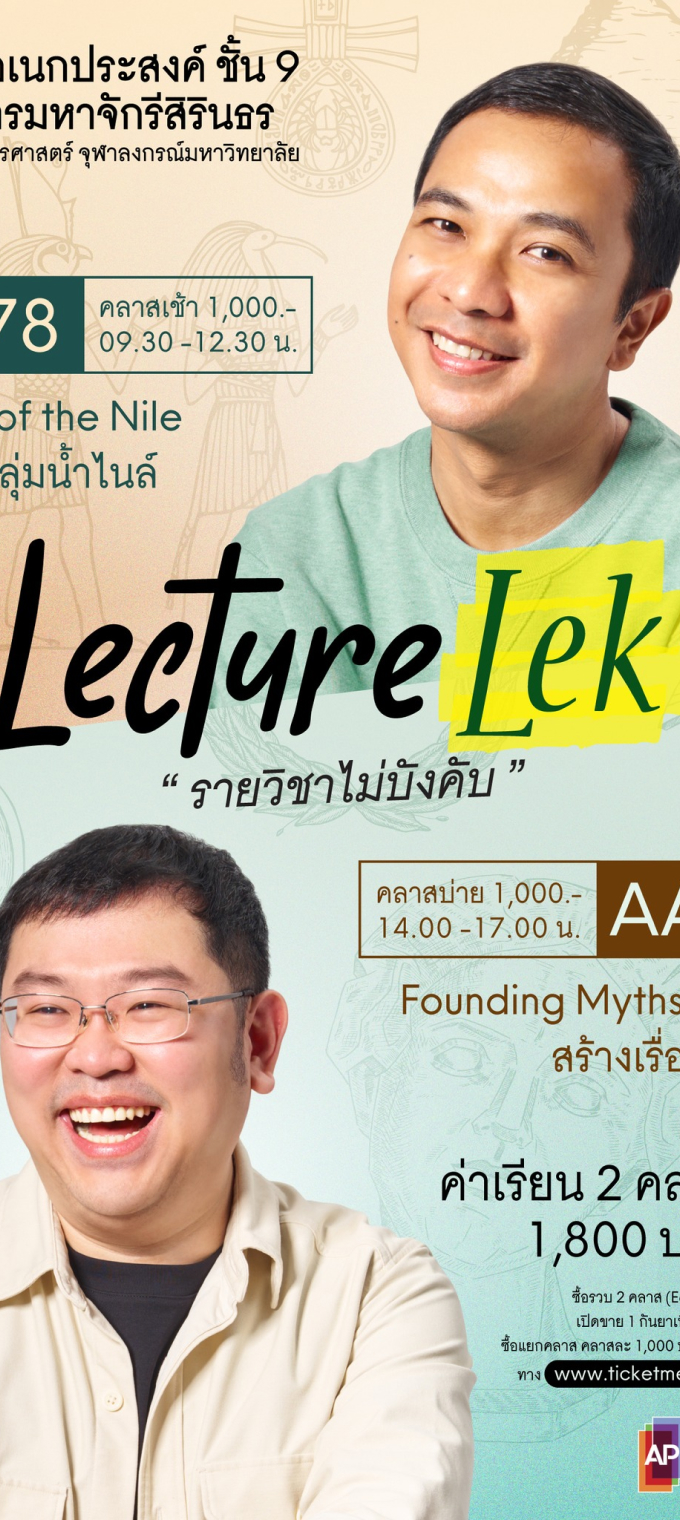 เนกประสงค์ ชั้น 9
รมหาจักรีสิรินธร
รศาสตร์ จุฬาลงกรณ์มหาวิทยาลัย
78
คลาสเช้า 1,000.-
09.30 -12.30 น.
of the Nile
ลุ่มน้ำไนล์
Lecture Lek
“ รายวิชาไม่บังคับ ”
คลาสบ่าย 1,000.-
14.00 -17.00 น.
AA
Founding Myths
สร้างเรื่อ
ค่าเรียน 2 คล
1,800 บ
ซื้อรวบ 2 คลาส (E
เปิดขาย 1 กันยาเ
ซื้อแยกคลาส คลาสละ 1,000
ทาง www.ticketme
AP